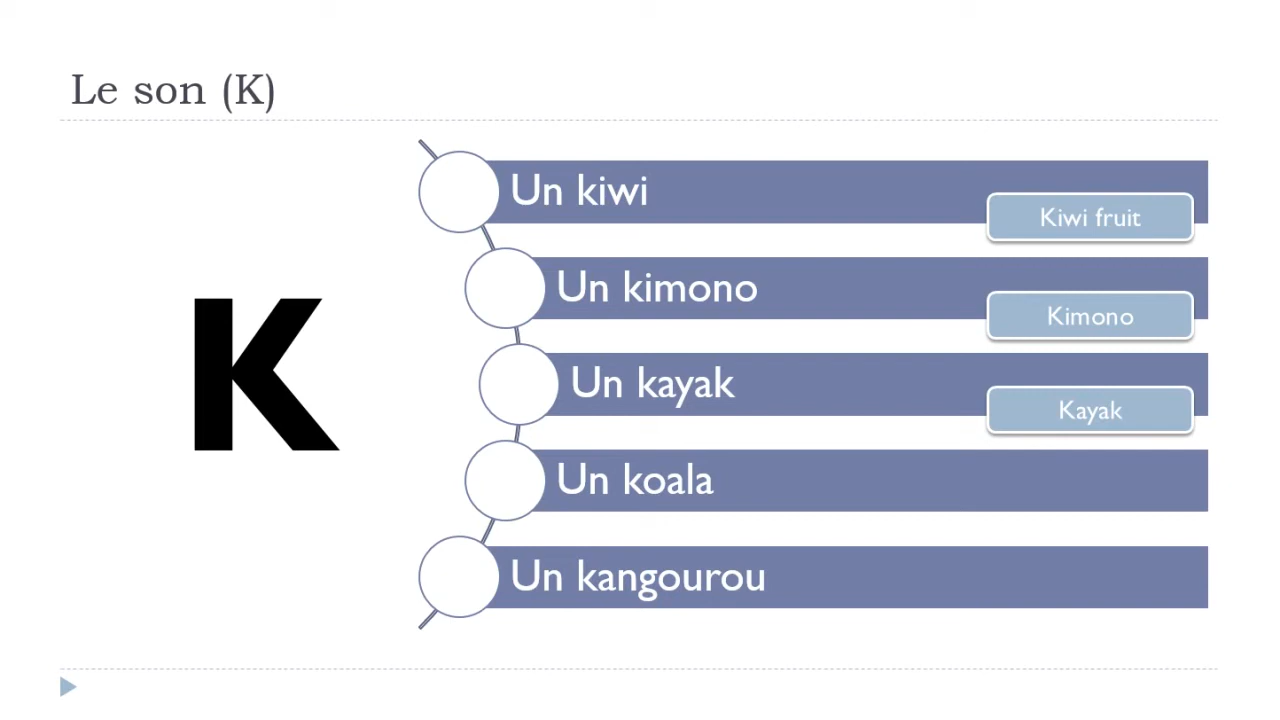 Le son (K)
K
Un kiwi
Kiwi fruit
Un kimono
Kimono
Un kayak
Kayak
Un koala
Un kangourou